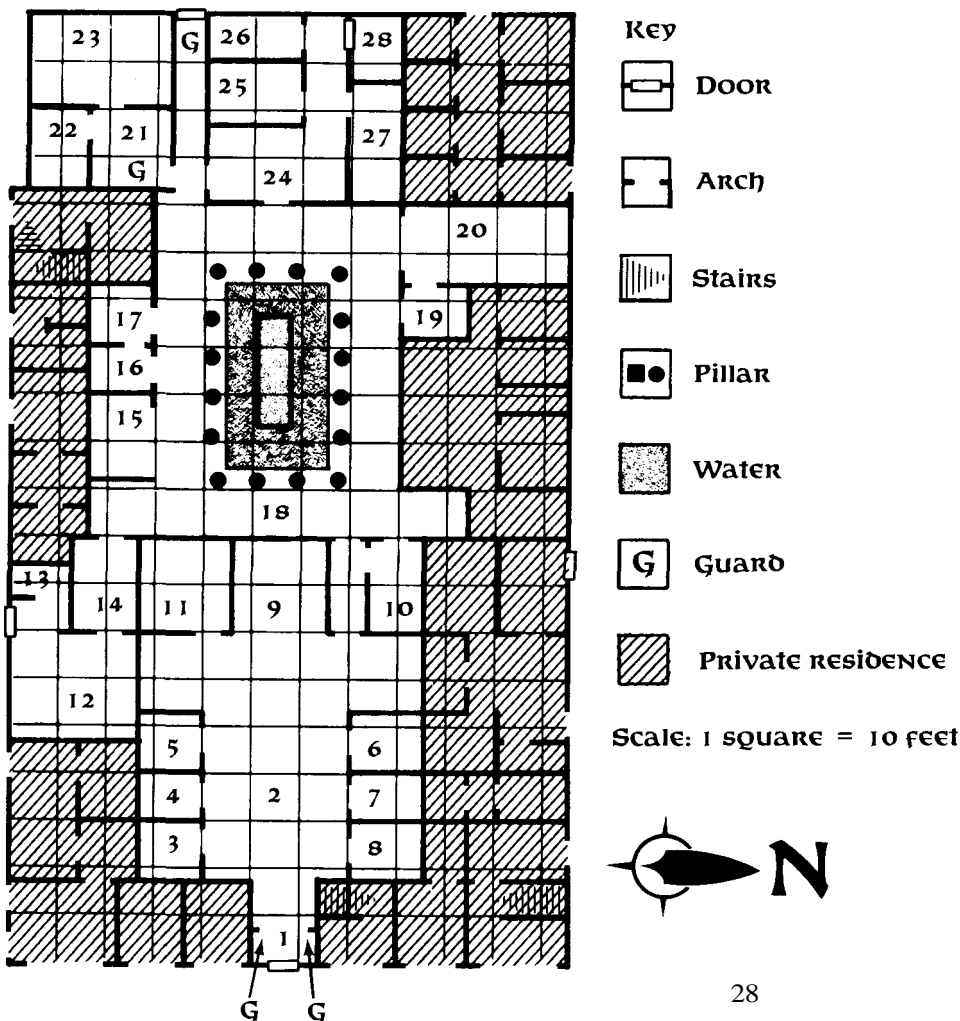 23
G
26
28
25
22
21
27
G
24
20
17
19
16
15
18
13
14
11
9
10
12
5
6
4
2
7
3
8
1
G
G
Key
Door
Arch
Stairs
Pillar
Water
G
Guard
Private residence
Scale: 1 square = 10 feet
N
28